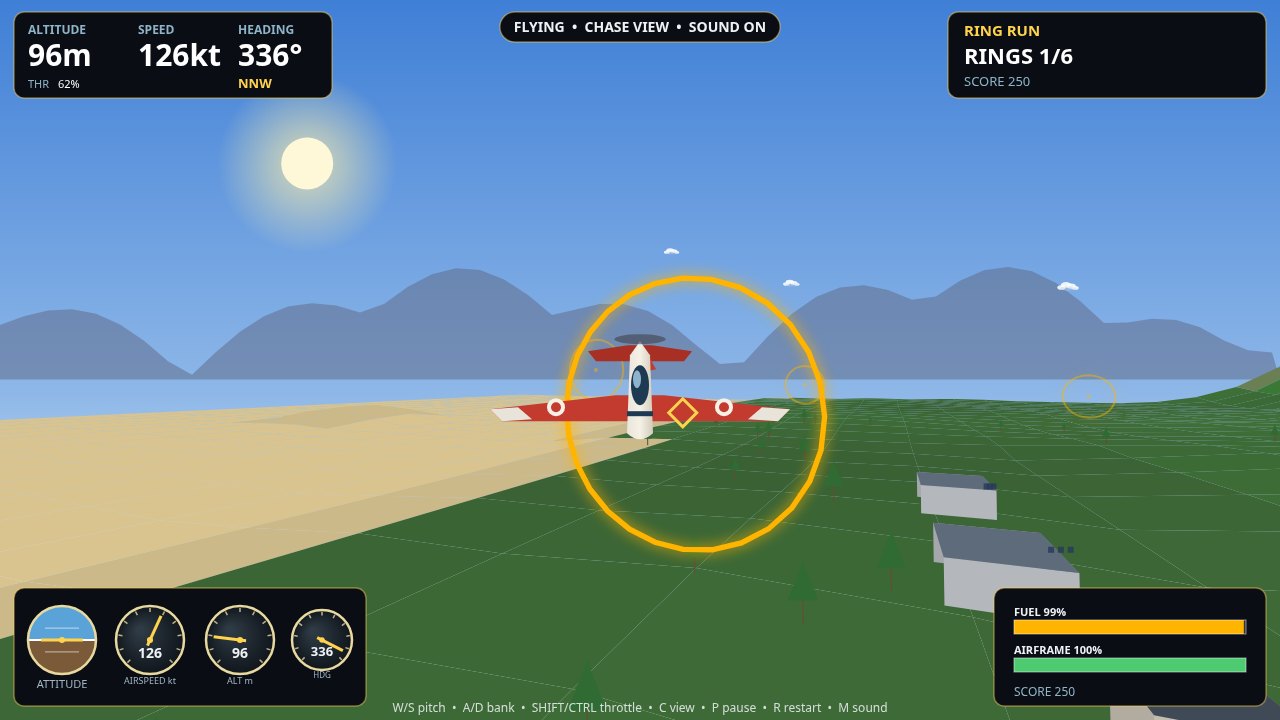 ALTITUDE SPEED HEADING
96m 126kt 336°
THR 62% NNW
FLYING • CHASE VIEW • SOUND ON
RING RUN
RINGS 1/6
SCORE 250
126 96 336
ATTITUDE AIRSPEED kt ALT m HDG
FUEL 99%
AIRFRAME 100%
SCORE 250
W/S pitch • A/D bank • SHIFT/CTRL throttle • C view • P pause • R restart • M sound